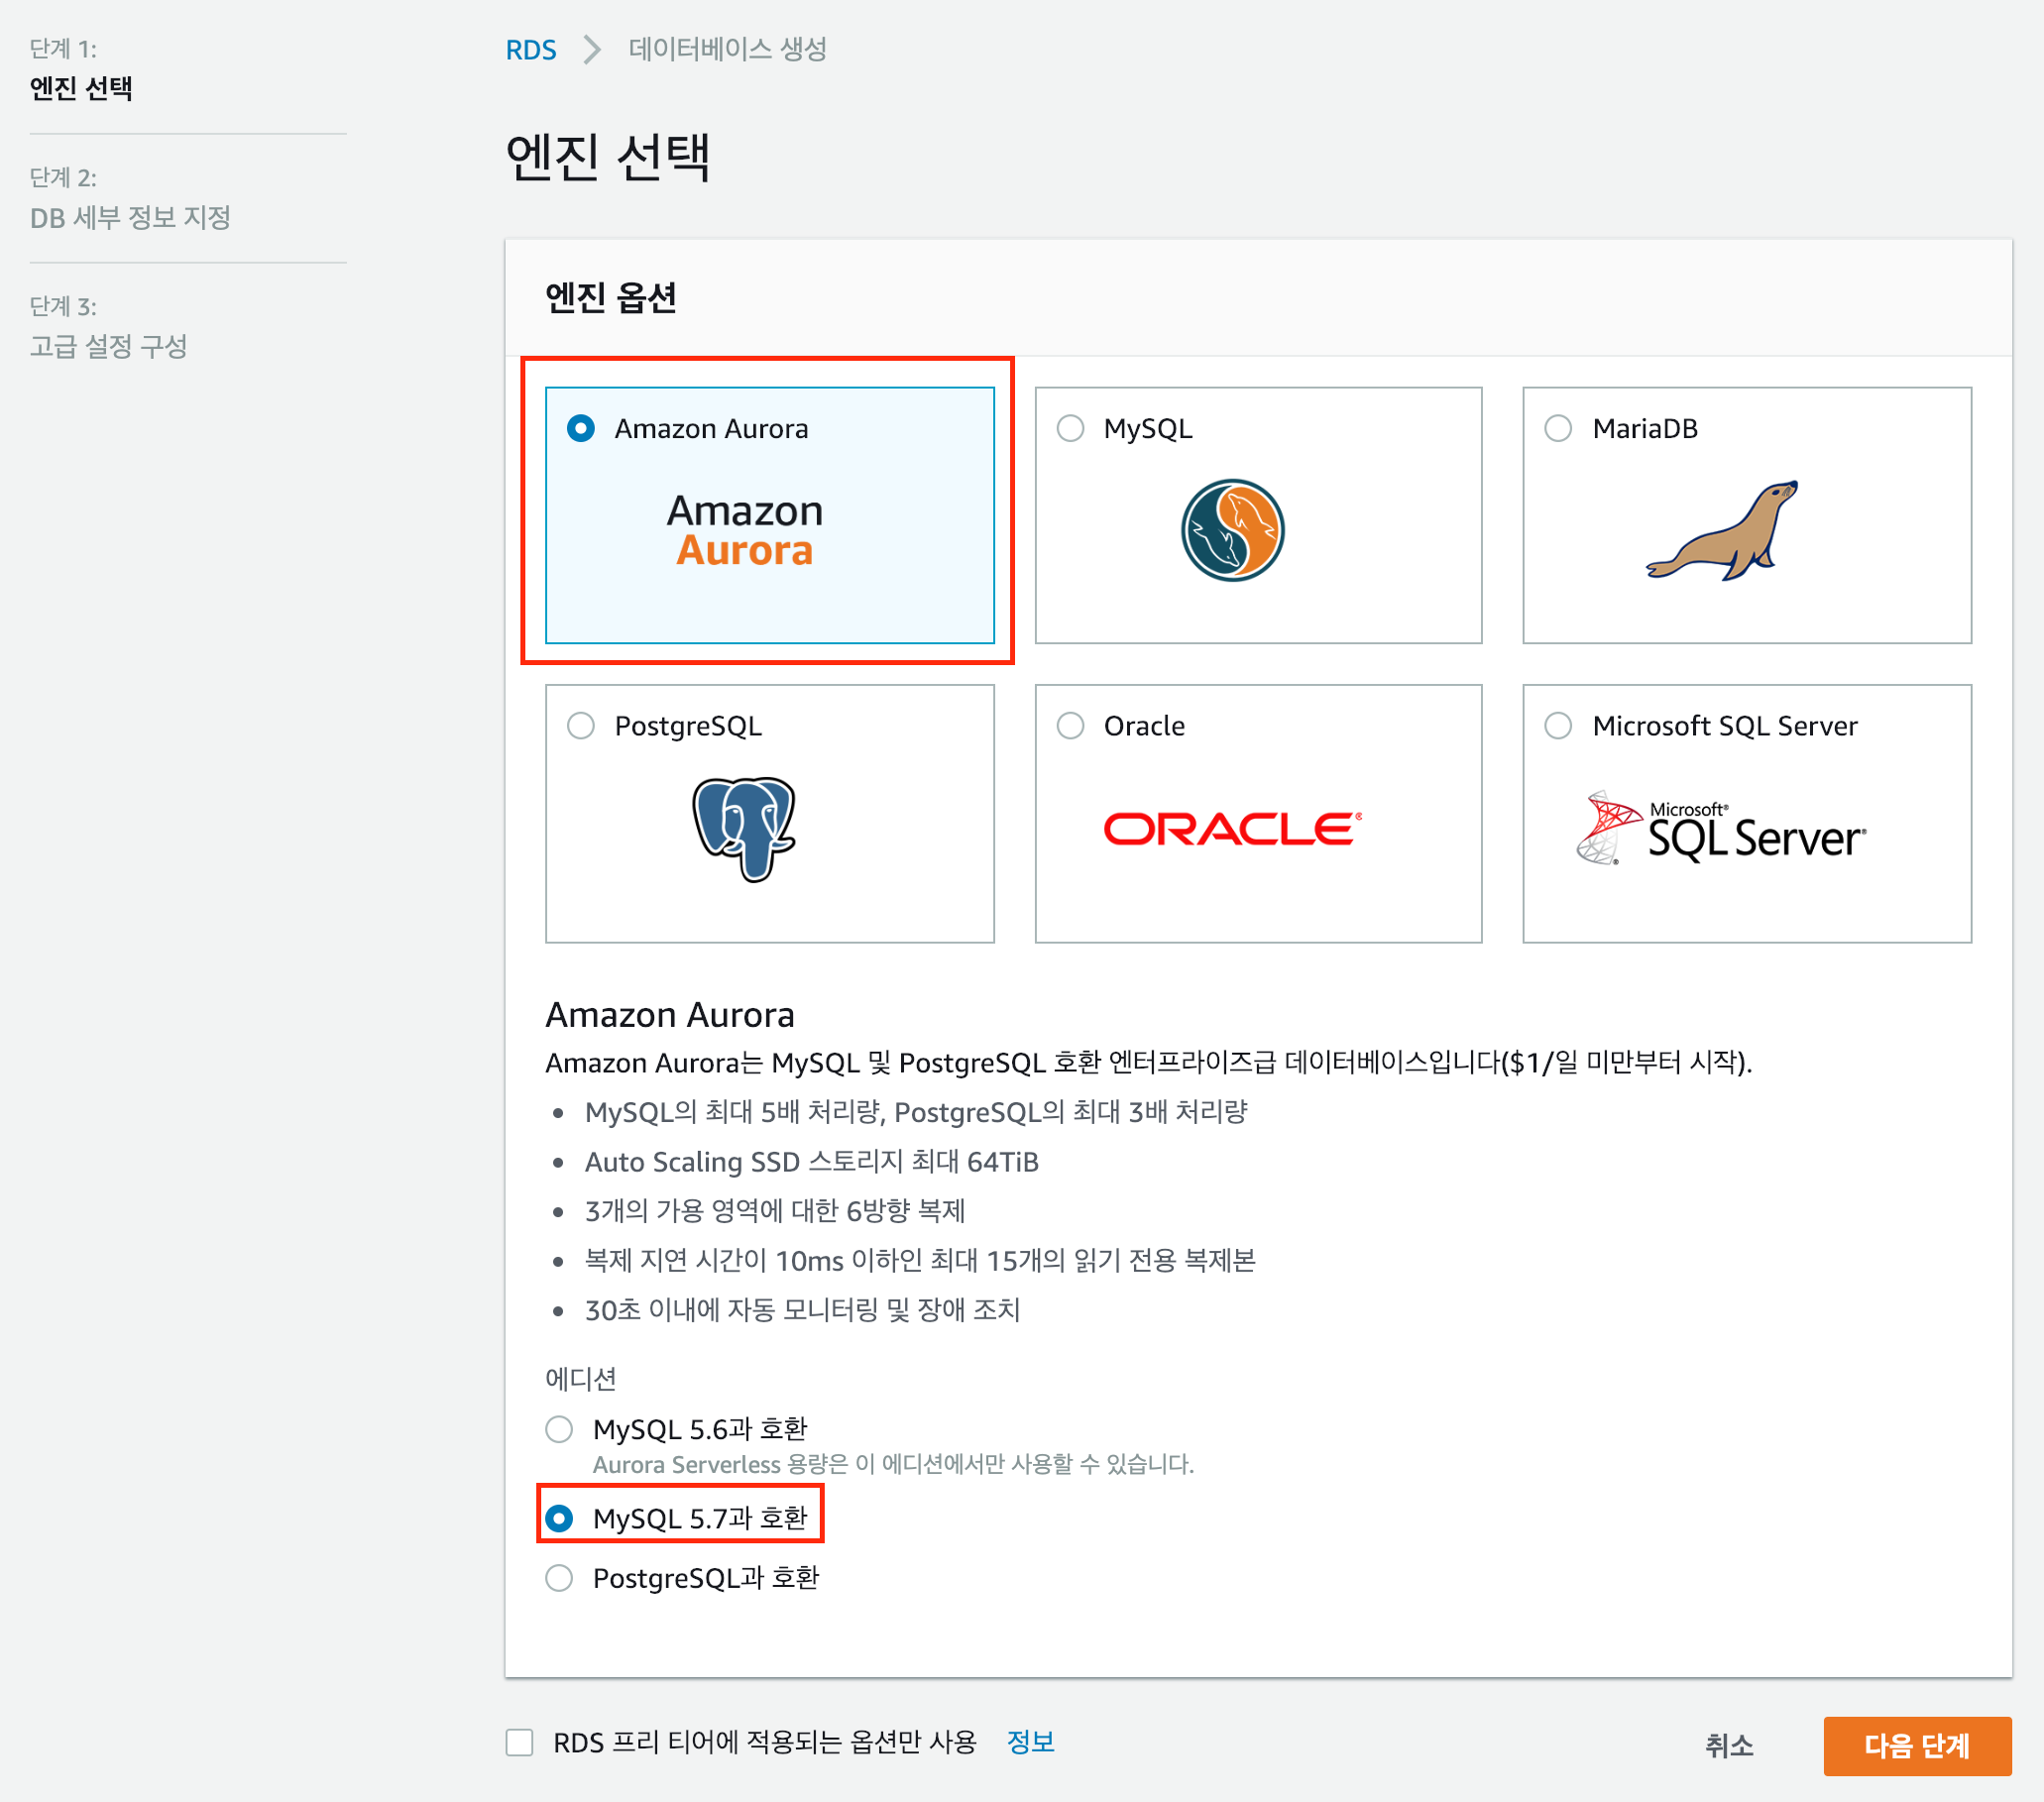 단계 1:
엔진 선택
단계 2:
DB 세부 정보 지정
단계 3:
고급 설정 구성
RDS 데이터베이스 생성
엔진 선택
엔진 옵션
Amazon Aurora
Amazon
Aurora
MySQL
MariaDB
PostgreSQL
Oracle
ORACLE®
Microsoft SQL Server
Microsoft®
SQL Server®
Amazon Aurora
Amazon Aurora는 MySQL 및 PostgreSQL 호환 엔터프라이즈급 데이터베이스입니다($1/일 미만부터 시작).
• MySQL의 최대 5배 처리량, PostgreSQL의 최대 3배 처리량
• Auto Scaling SSD 스토리지 최대 64TiB
• 3개의 가용 영역에 대한 6방향 복제
• 복제 지연 시간이 10ms 이하인 최대 15개의 읽기 전용 복제본
• 30초 이내에 자동 모니터링 및 장애 조치
에디션
MySQL 5.6과 호환
Aurora Serverless 용량은 이 에디션에서만 사용할 수 있습니다.
MySQL 5.7과 호환
PostgreSQL과 호환
RDS 프리 티어에 적용되는 옵션만 사용 정보
취소
다음 단계